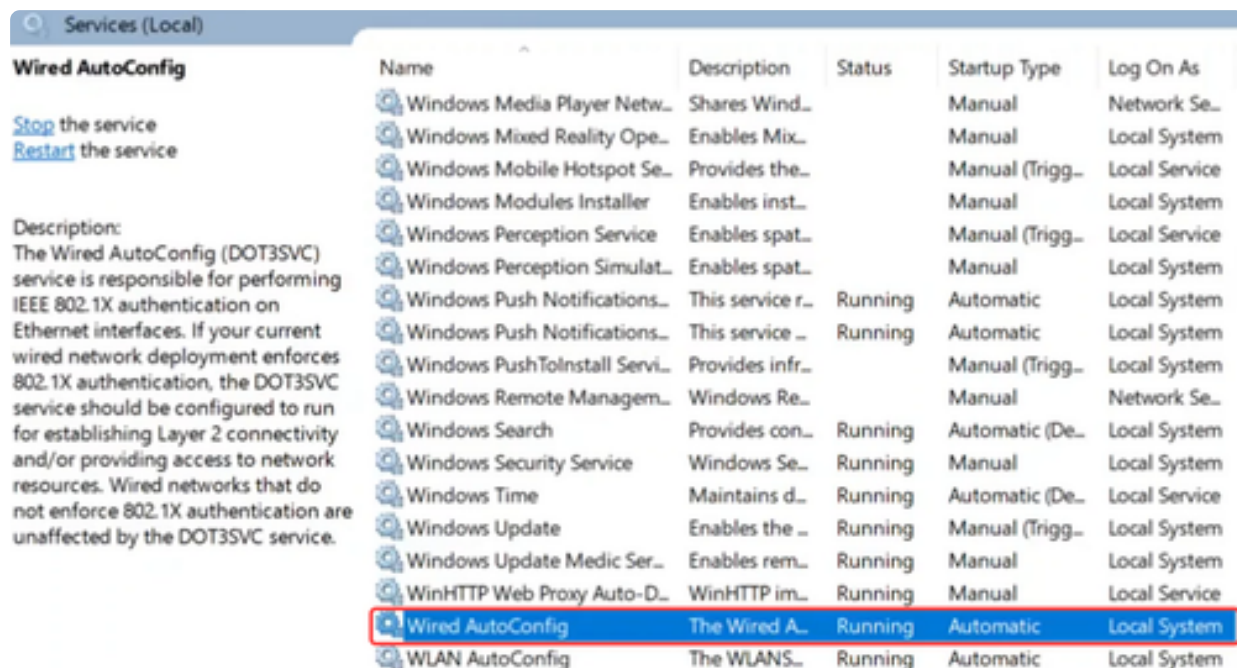 Services (Local)
Wired AutoConfig
Stop the service
Restart the service
Description:
The Wired AutoConfig (DOT3SVC)
service is responsible for performing
IEEE 802.1X authentication on
Ethernet interfaces. If your current
wired network deployment enforces
802.1X authentication, the DOT3SVC
service should be configured to run
for establishing Layer 2 connectivity
and/or providing access to network
resources. Wired networks that do
not enforce 802.1X authentication are
unaffected by the DOT3SVC service.
Name Description Status Startup Type Log On As
Windows Media Player Netw... Shares Wind... Manual Network Se...
Windows Mixed Reality Ope... Enables Mix... Manual Local System
Windows Mobile Hotspot Se... Provides the... Manual (Trigg... Local Service
Windows Modules Installer Enables inst... Manual Local System
Windows Perception Service Enables spat... Manual (Trigg... Local Service
Windows Perception Simulat... Enables spat... Manual Local System
Windows Push Notifications... This service r... Running Automatic Local System
Windows Push Notifications... This service ... Running Automatic Local System
Windows PushToInstall Servi... Provides infr... Manual (Trigg... Local System
Windows Remote Managem... Windows Re... Manual Network Se...
Windows Search Provides con... Running Automatic (De... Local System
Windows Security Service Windows Se... Running Manual Local System
Windows Time Maintains d... Running Automatic (De... Local Service
Windows Update Enables the ... Running Manual (Trigg... Local System
Windows Update Medic Ser... Enables rem... Running Manual Local System
WinHTTP Web Proxy Auto-D... WinHTTP im... Running Manual Local Service
Wired AutoConfig The Wired A... Running Automatic Local System
WLAN AutoConfig The WLANS... Running Automatic Local System